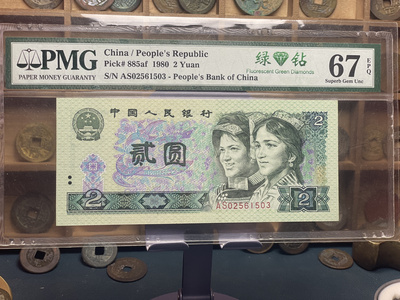 PMG
PAPER MONEY GUARANTY
China / People's Republic
Pick# 885af 1980 2 Yuan
S/N AS02561503 - People's Bank of China
绿钻
Fluorescent Green Diamonds
67 EPQ
Superb Gem Unc
中国人民银行
2
贰圆
2
AS02561503
2